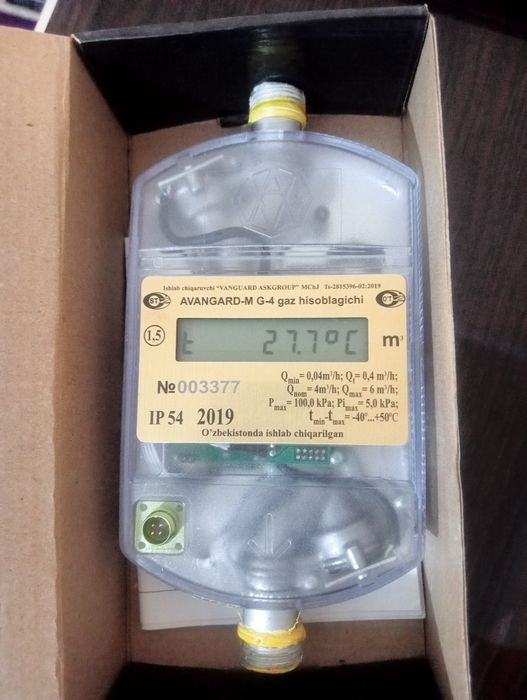 Ishlab chiqaruvchi "VANGUARD ASKGROUP" MChJ Ts-2815396-02:2019
ST AVANGARD-M G-4 gaz hisoblagichi
1,5 t 27.7°C m³
№003377
Qmin= 0,04m³/h; Qt= 0,4 m³/h;
Qnom= 4m³/h; Qmax= 6 m³/h;
Pmax= 100,0 kPa; Pimax= 5,0 kPa;
IP 54 2019 tmin-tmax= -40°...+50°C
O'zbekistonda ishlab chiqarilgan